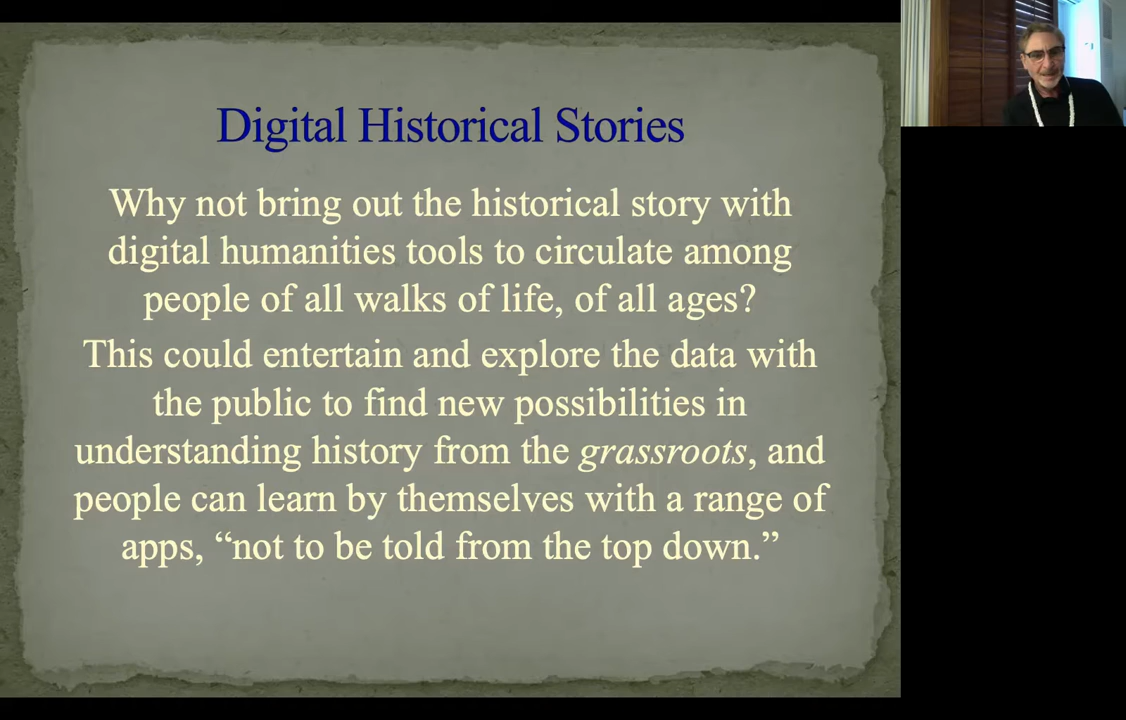 Digital Historical Stories
Why not bring out the historical story with
digital humanities tools to circulate among
people of all walks of life, of all ages?
This could entertain and explore the data with
the public to find new possibilities in
understanding history from the grassroots, and
people can learn by themselves with a range of
apps, “not to be told from the top down.”